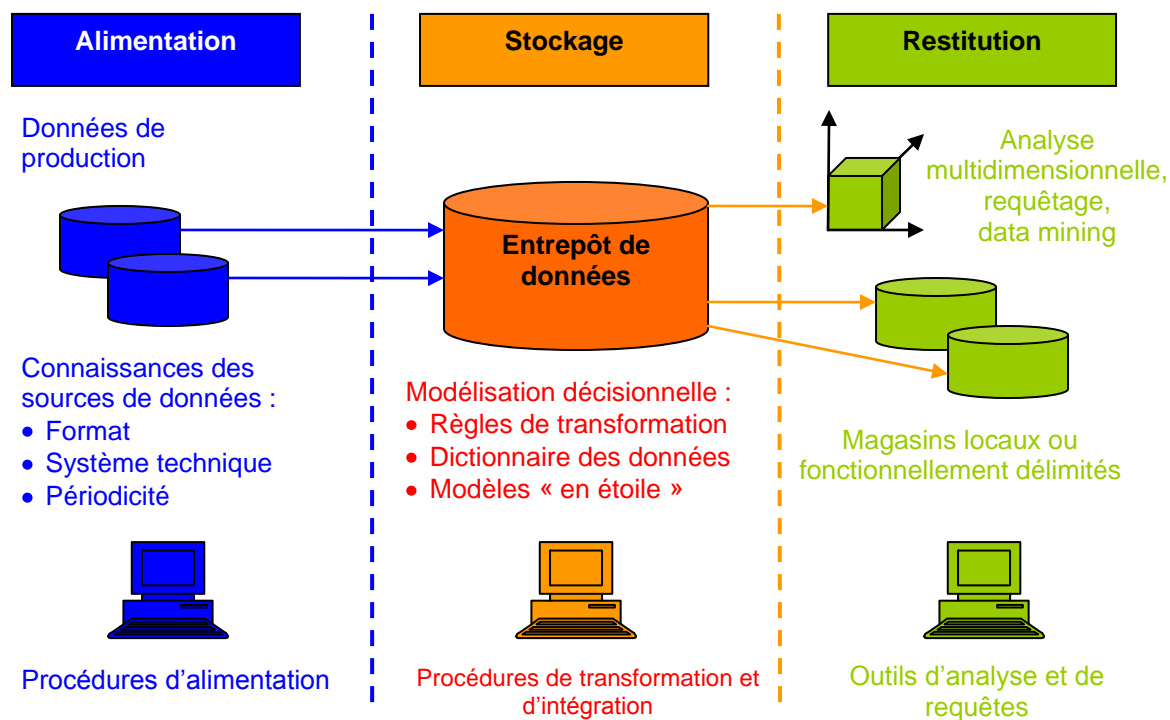 Alimentation
Données de
production
Connaissances des
sources de données :
• Format
• Système technique
• Périodicité
Procédures d'alimentation
Stockage
Entrepôt de
données
Modélisation décisionnelle :
• Règles de transformation
• Dictionnaire des données
• Modèles « en étoile »
Procédures de transformation et
d'intégration
Restitution
Analyse
multidimensionnelle,
requêtage,
data mining
Magasins locaux ou
fonctionnellement délimités
Outils d'analyse et de
requêtes